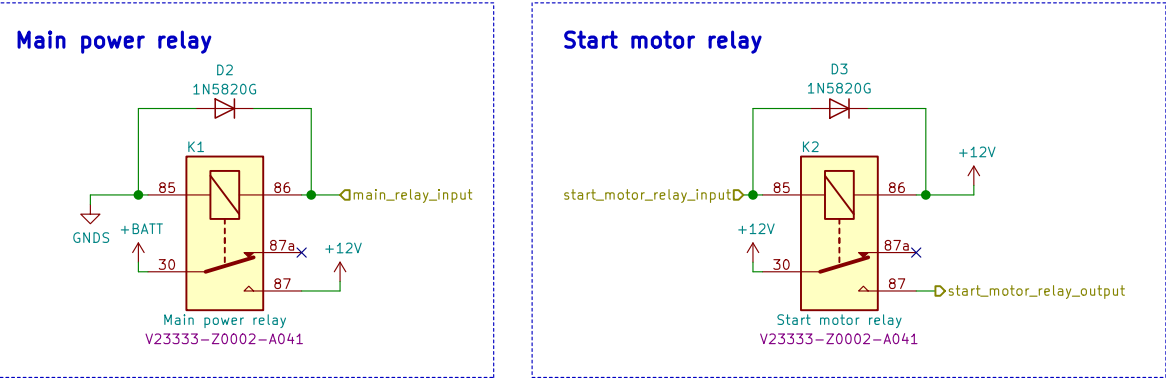 Main power relay
D2
1N5820G
K1
85
86
main_relay_input
GNDS
+BATT
87a
+12V
30
87
Main power relay
V23333-Z0002-A041
Start motor relay
D3
1N5820G
K2
+12V
start_motor_relay_input
85
86
+12V
87a
30
87
start_motor_relay_output
Start motor relay
V23333-Z0002-A041